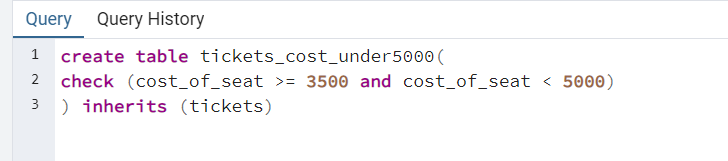 Query Query History
1 create table tickets_cost_under5000(
2 check (cost_of_seat >= 3500 and cost_of_seat < 5000)
3 ) inherits (tickets)